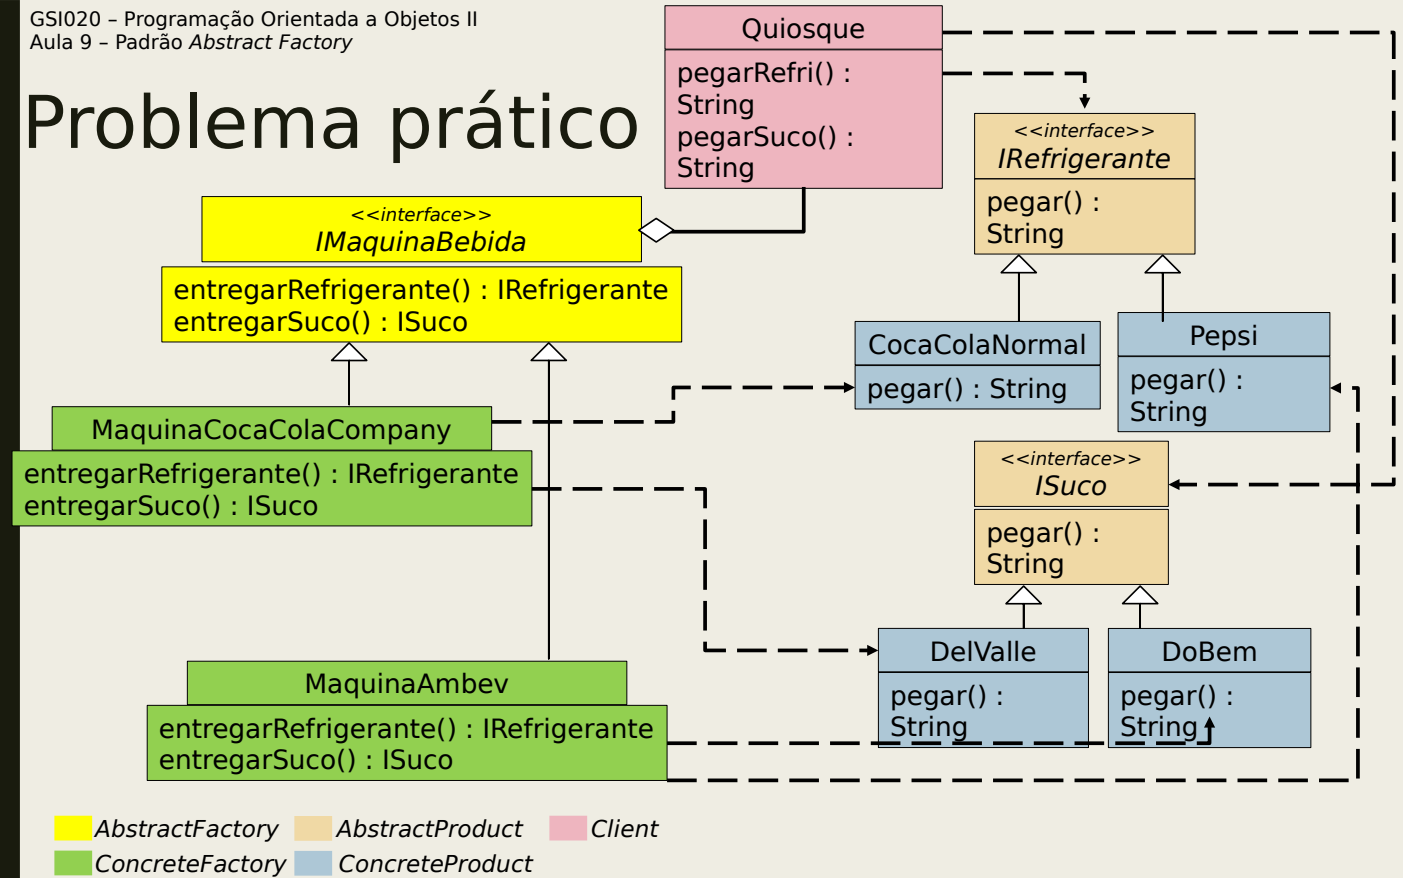 GSI020 – Programação Orientada a Objetos II
Aula 9 – Padrão Abstract Factory
Problema prático
Quiosque
pegarRefri() :
String
pegarSuco() :
String
<<interface>>
IRefrigerante
pegar() :
String
<<interface>>
IMaquinaBebida
entregarRefrigerante() : IRefrigerante
entregarSuco() : ISuco
CocaColaNormal
pegar() : String
Pepsi
pegar() :
String
MaquinaCocaColaCompany
entregarRefrigerante() : IRefrigerante
entregarSuco() : ISuco
<<interface>>
ISuco
pegar() :
String
DelValle
pegar() :
String
DoBem
pegar() :
String
MaquinaAmbev
entregarRefrigerante() : IRefrigerante
entregarSuco() : ISuco
AbstractFactory
AbstractProduct
Client
ConcreteFactory
ConcreteProduct